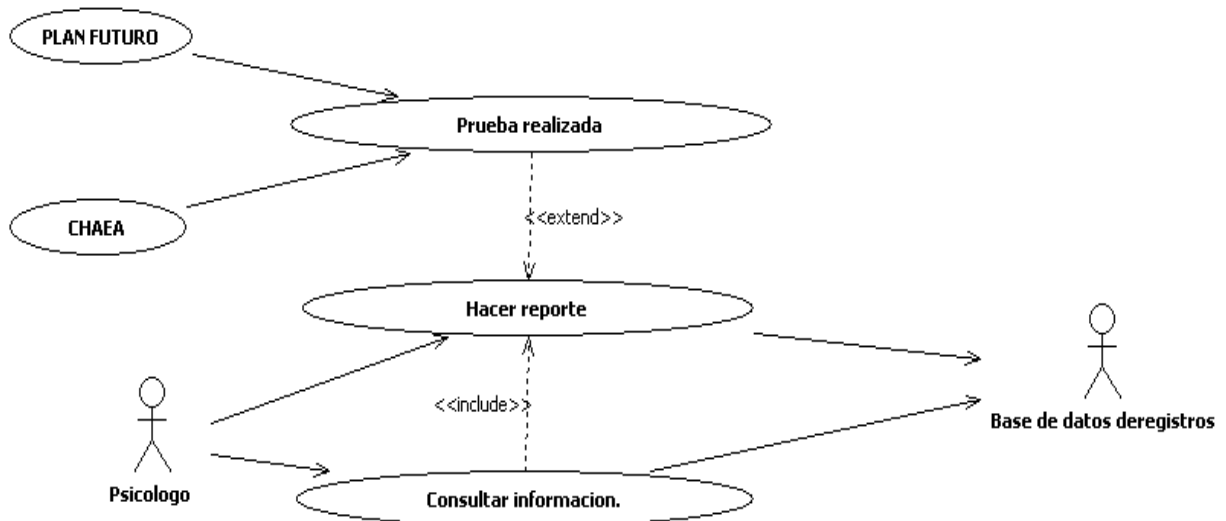 PLAN FUTURO
Prueba realizada
CHAEA
<<extend>>
Hacer reporte
<<include>>
Base de datos deregistros
Psicologo
Consultar informacion.